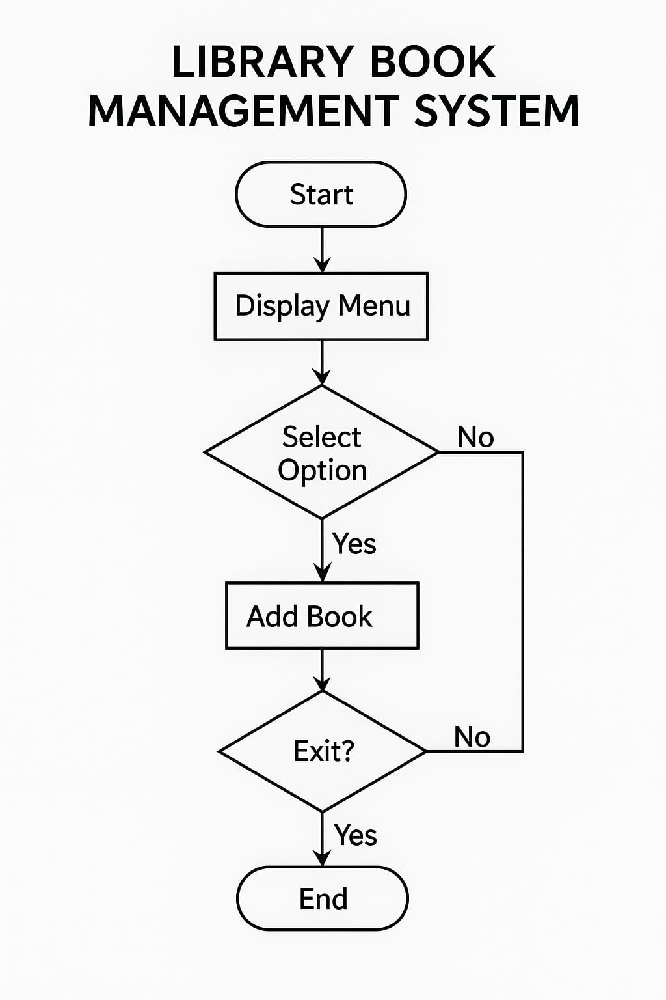 LIBRARY BOOK
MANAGEMENT SYSTEM
Start
Display Menu
Select
Option
No
Yes
Add Book
Exit?
No
Yes
End